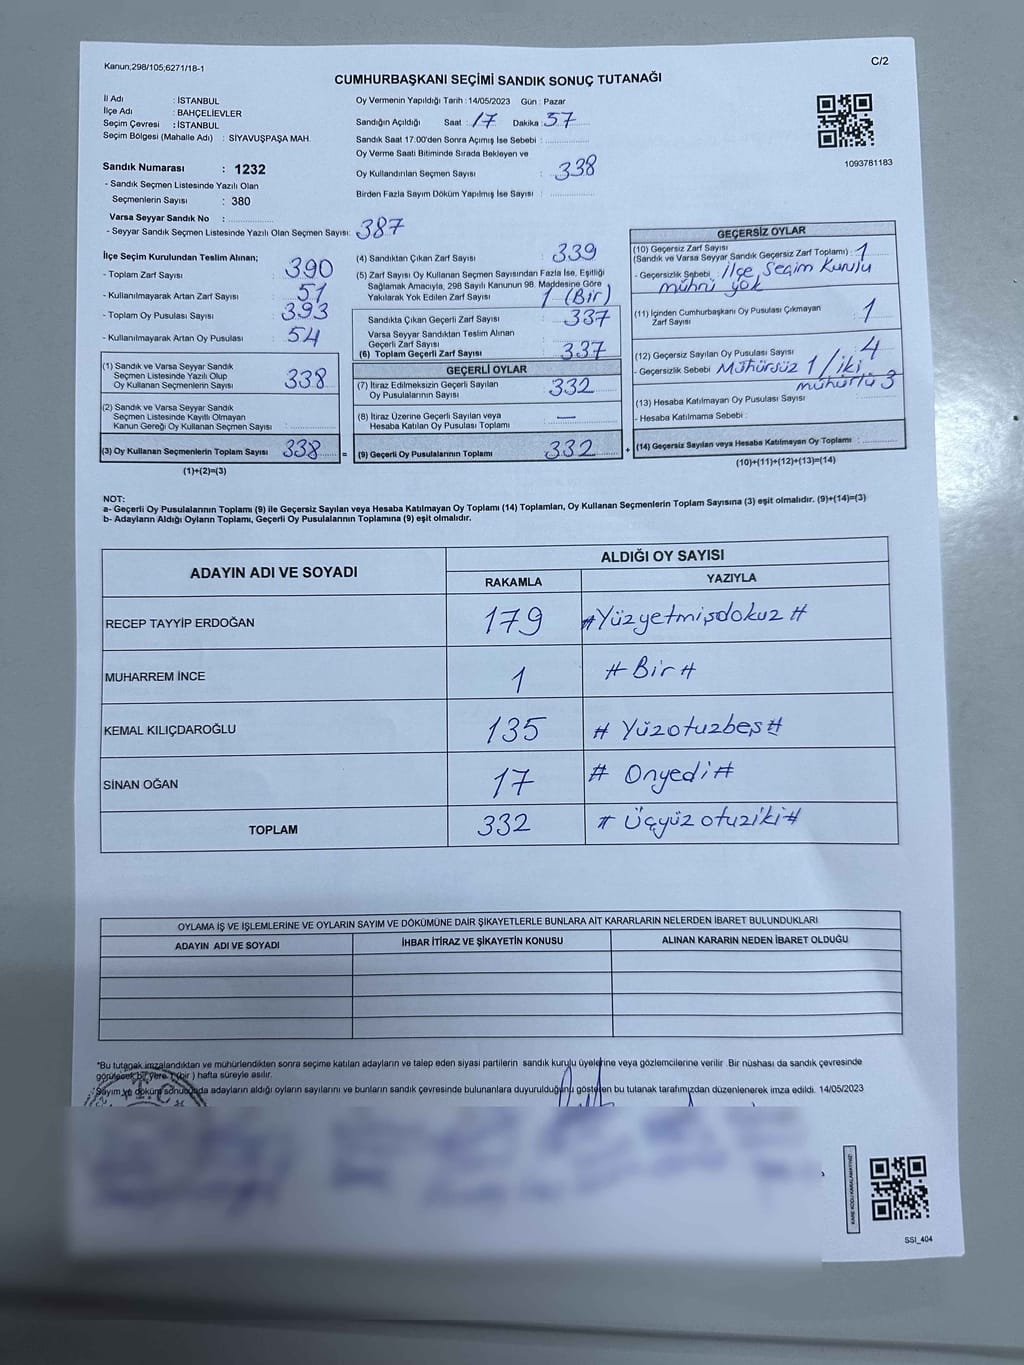 Kanun;298/105;6271/18-1
C/2
CUMHURBAŞKANI SEÇİMİ SANDIK SONUÇ TUTANAĞI
İl Adı : İSTANBUL
İlçe Adı : BAHÇELİEVLER
Seçim Çevresi : İSTANBUL
Seçim Bölgesi (Mahalle Adı) : SİYAVUŞPAŞA MAH.
Sandık Numarası : 1232
- Sandık Seçmen Listesinde Yazılı Olan
Seçmenlerin Sayısı : 380
Varsa Seyyar Sandık No :
- Seyyar Sandık Seçmen Listesinde Yazılı Olan Seçmen Sayısı: 387
Oy Vermenin Yapıldığı Tarih : 14/05/2023 Gün : Pazar
Sandığın Açıldığı Saat : 17 Dakika : 57
Sandık Saat 17.00'den Sonra Açımış İse Sebebi :
Oy Verme Saati Bitiminde Sırada Bekleyen ve
Oy Kullandırılan Seçmen Sayısı : 338
Birden Fazla Sayım Döküm Yapılmış İse Sayısı :
1093781183
İlçe Seçim Kurulundan Teslim Alınan;
- Toplam Zarf Sayısı : 390
- Kullanılmayarak Artan Zarf Sayısı : 51
- Toplam Oy Pusulası Sayısı : 393
- Kullanılmayarak Artan Oy Pusulası : 54
(1) Sandık ve Varsa Seyyar Sandık
Seçmen Listesinde Yazılı Olup
Oy Kullanan Seçmenlerin Sayısı : 338
(2) Sandık ve Varsa Seyyar Sandık
Seçmen Listesinde Kayıtlı Olmayan
Kanun Gereği Oy Kullanan Seçmen Sayısı :
(3) Oy Kullanan Seçmenlerin Toplam Sayısı 338 =
(1)+(2)=(3)
(4) Sandıktan Çıkan Zarf Sayısı : 339
(5) Zarf Sayısı Oy Kullanan Seçmen Sayısından Fazla İse, Eşitliği
Sağlamak Amacıyla, 298 Sayılı Kanunun 98. Maddesine Göre
Yakılarak Yok Edilen Zarf Sayısı : 1 (Bir)
Sandıkta Çıkan Geçerli Zarf Sayısı : 337
Varsa Seyyar Sandıktan Teslim Alınan
Geçerli Zarf Sayısı :
(6) Toplam Geçerli Zarf Sayısı : 337
GEÇERLİ OYLAR
(7) İtiraz Edilmeksizin Geçerli Sayılan
Oy Pusulalarının Sayısı : 332
(8) İtiraz Üzerine Geçerli Sayılan veya
Hesaba Katılan Oy Pusulası Toplamı : —
(9) Geçerli Oy Pusulalarının Toplamı : 332 +
GEÇERSİZ OYLAR
(10) Geçersiz Zarf Sayısı
(Sandık ve Varsa Seyyar Sandık Geçersiz Zarf Toplamı) : 1
- Geçersizlik Sebebi : İlçe Seçim Kurulu
mührü yok
(11) İçinden Cumhurbaşkanı Oy Pusulası Çıkmayan
Zarf Sayısı : 1
(12) Geçersiz Sayılan Oy Pusulası Sayısı : 4
- Geçersizlik Sebebi Mühürsüz 1/iki
mühürlü 3
(13) Hesaba Katılmayan Oy Pusulası Sayısı :
- Hesaba Katılmama Sebebi :
(14) Geçersiz Sayılan veya Hesaba Katılmayan Oy Toplamı :
(10)+(11)+(12)+(13)=(14)
NOT:
a- Geçerli Oy Pusulalarının Toplamı (9) ile Geçersiz Sayılan veya Hesaba Katılmayan Oy Toplamı (14) Toplamları, Oy Kullanan Seçmenlerin Toplam Sayısına (3) eşit olmalıdır. (9)+(14)=(3)
b- Adayların Aldığı Oyların Toplamı, Geçerli Oy Pusulalarının Toplamına (9) eşit olmalıdır.
ADAYIN ADI VE SOYADI
ALDIĞI OY SAYISI
RAKAMLA YAZIYLA
RECEP TAYYİP ERDOĞAN 179 #Yüzyetmişdokuz#
MUHARREM İNCE 1 #Bir#
KEMAL KILIÇDAROĞLU 135 #Yüzotuzbeş#
SİNAN OĞAN 17 #Onyedi#
TOPLAM 332 #Üçyüzotuziki#
OYLAMA İŞ VE İŞLEMLERİNE VE OYLARIN SAYIM VE DÖKÜMÜNE DAİR ŞİKAYETLERLE BUNLARA AİT KARARLARIN NELERDEN İBARET BULUNDUKLARI
ADAYIN ADI VE SOYADI İHBAR İTİRAZ VE ŞİKAYETİN KONUSU ALINAN KARARIN NEDEN İBARET OLDUĞU
*Bu tutanak imzalandıktan ve mühürlendikten sonra seçime katılan adayların ve talep eden siyasi partilerin sandık kurulu üyelerine veya gözlemcilerine verilir .Bir nüshası da sandık çevresinde
görülecek bir yere 1 (bir ) hafta süreyle asılır.
Sayım ve döküm sonucunda adayların aldığı oyların sayılarını ve bunların sandık çevresinde bulunanlara duyurulduğunu gösteren bu tutanak tarafımızdan düzenlenerek imza edildi. 14/05/2023
T.C
KARE KODU KARALAMAYINIZ!
SSI_404